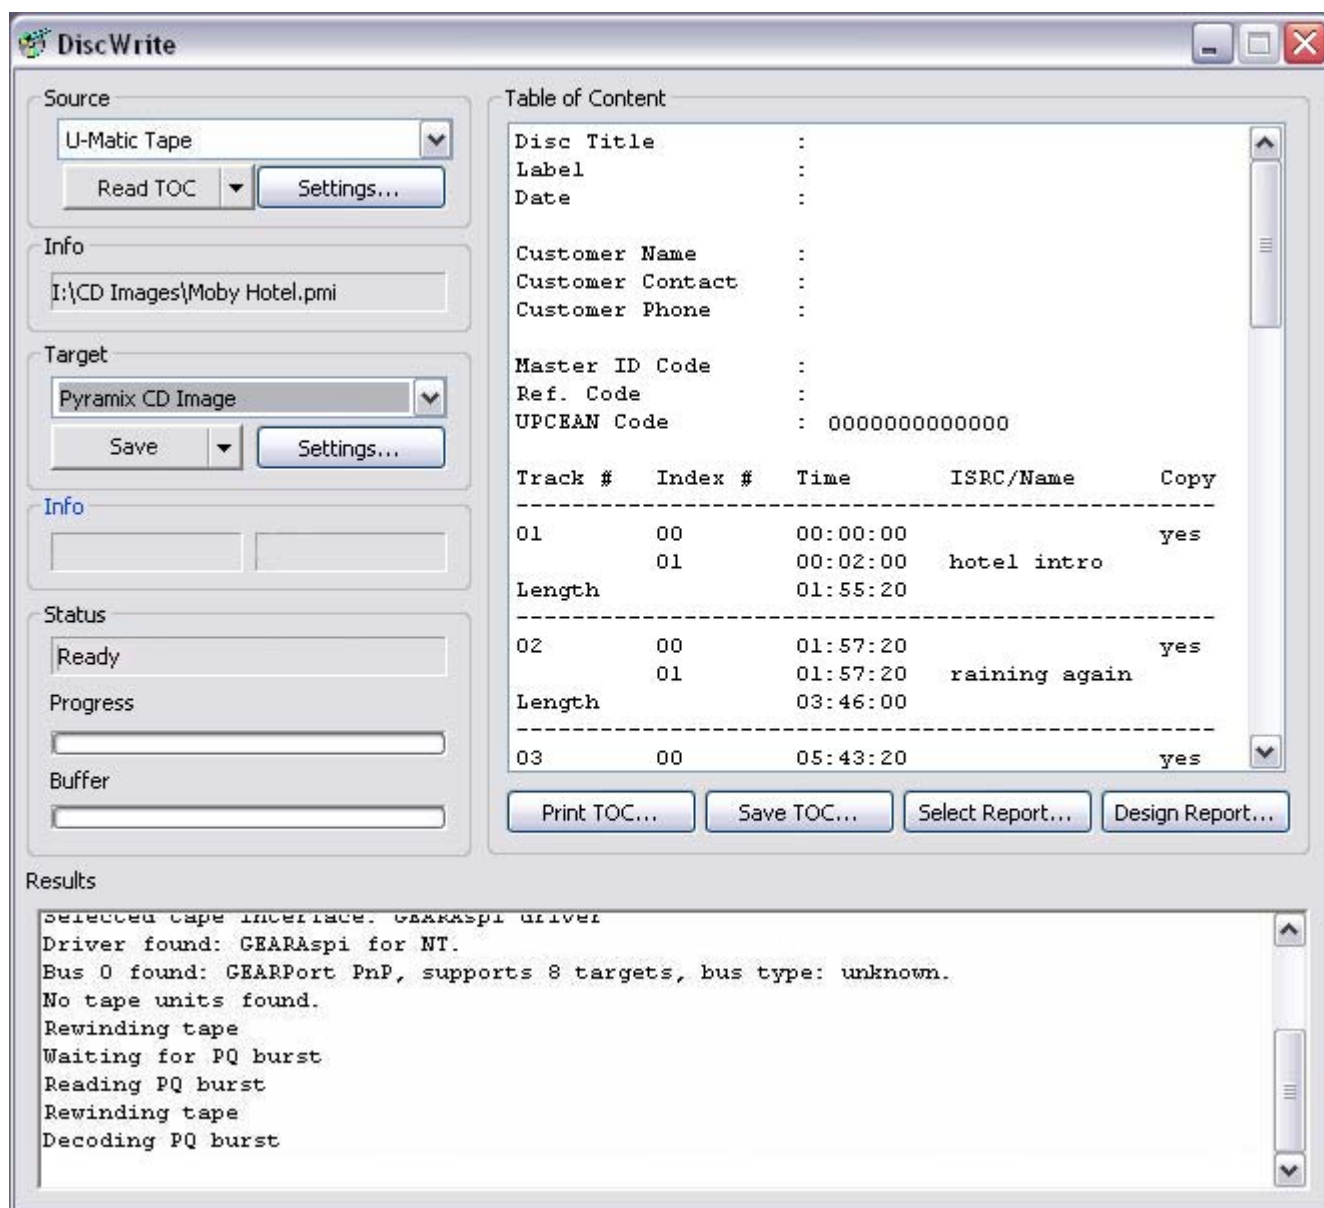 DiscWrite
Source
U-Matic Tape
Read TOC
Settings...
Info
I:\CD Images\Moby Hotel.pmi
Target
Pyramix CD Image
Save
Settings...
Info
Status
Ready
Progress
Buffer
Table of Content
Disc Title :
Label :
Date :
Customer Name :
Customer Contact :
Customer Phone :
Master ID Code :
Ref. Code :
UPCEAN Code : 0000000000000
Track # Index # Time ISRC/Name Copy
--------------------------------------------------------
01 00 00:00:00 yes
01 00:02:00 hotel intro
Length 01:55:20
--------------------------------------------------------
02 00 01:57:20 yes
01 01:57:20 raining again
Length 03:46:00
--------------------------------------------------------
03 00 05:43:20 yes
Print TOC...
Save TOC...
Select Report...
Design Report...
Results
Selected tape interface: GEARAspi driver
Driver found: GEARAspi for NT.
Bus 0 found: GEARPort PnP, supports 8 targets, bus type: unknown.
No tape units found.
Rewinding tape
Waiting for PQ burst
Reading PQ burst
Rewinding tape
Decoding PQ burst